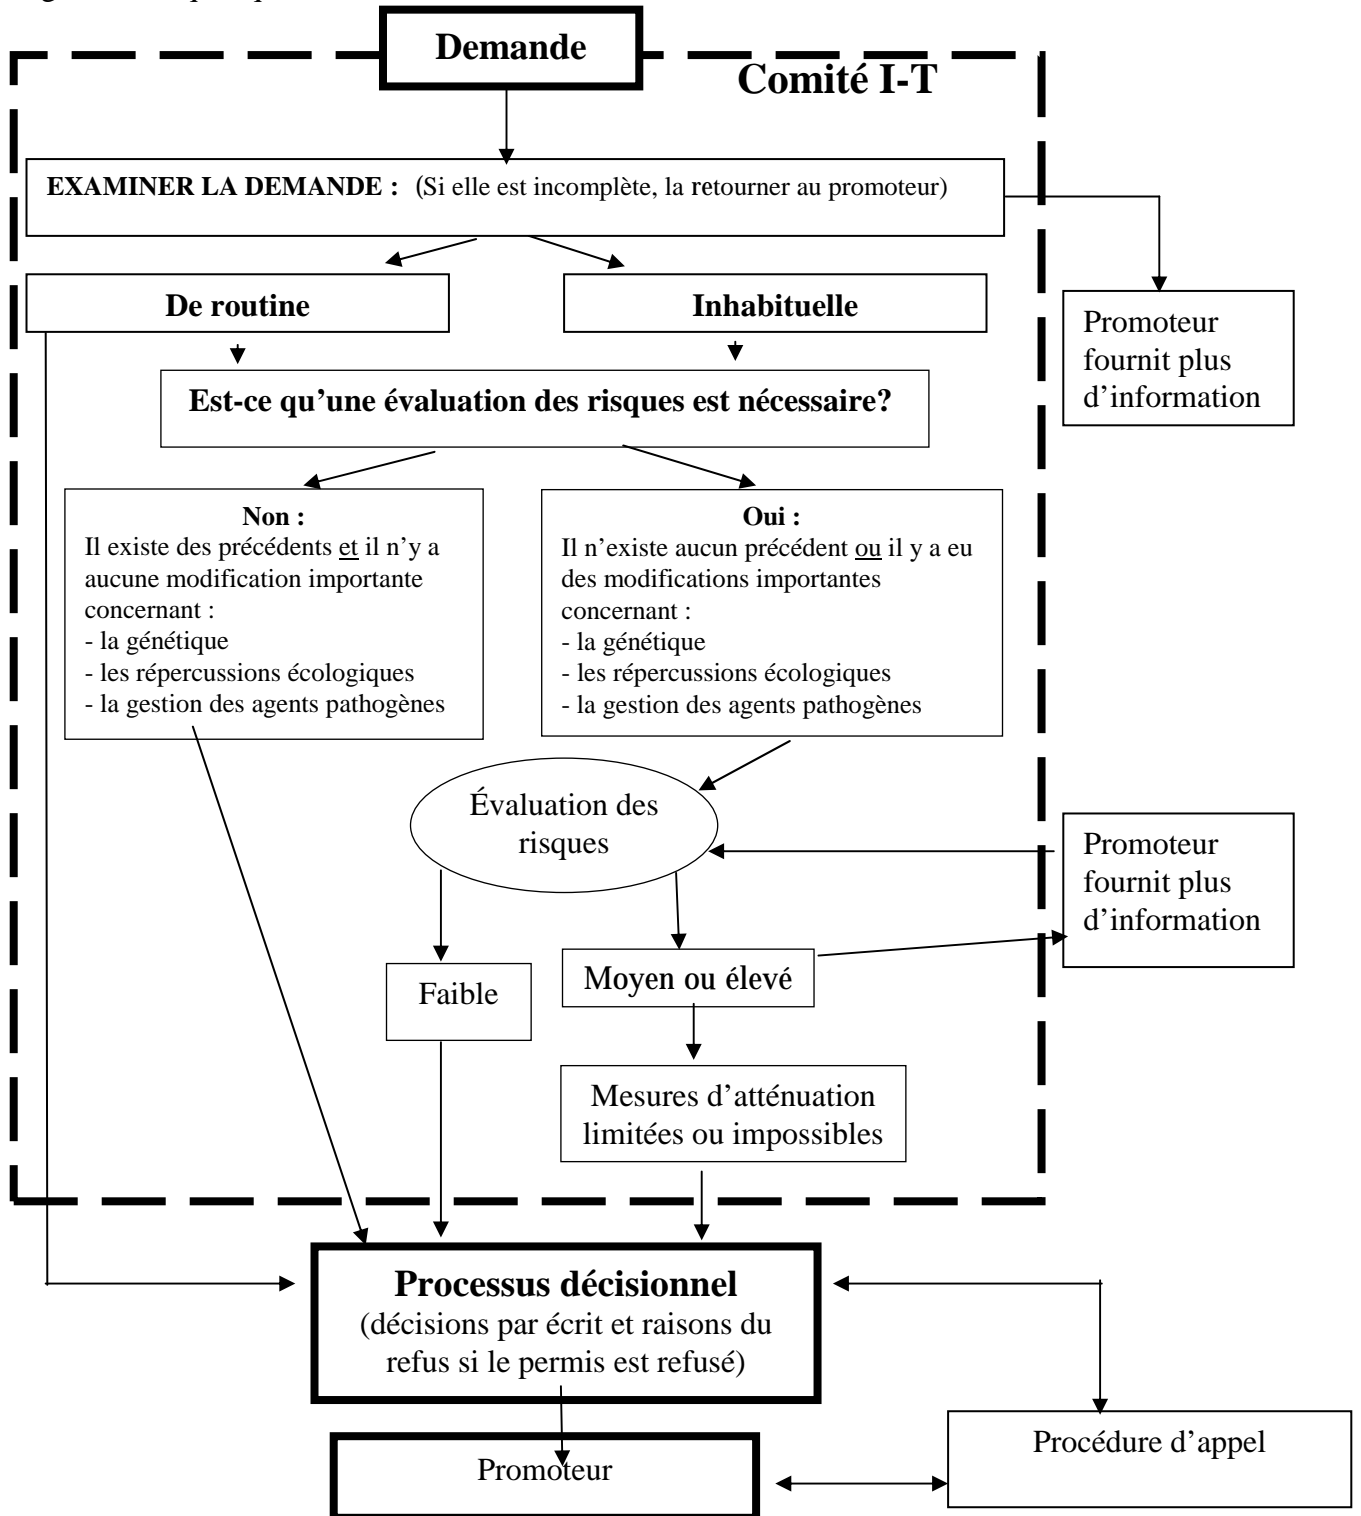 Demande
Comité I-T
EXAMINER LA DEMANDE : (Si elle est incomplète, la retourner au promoteur)
De routine
Inhabituelle
Promoteur
fournit plus
d’information
Est-ce qu’une évaluation des risques est nécessaire?
Non :
Il existe des précédents et il n’y a
aucune modification importante
concernant :
- la génétique
- les répercussions écologiques
- la gestion des agents pathogènes
Oui :
Il n’existe aucun précédent ou il y a eu
des modifications importantes
concernant :
- la génétique
- les répercussions écologiques
- la gestion des agents pathogènes
Évaluation des
risques
Promoteur
fournit plus
d’information
Faible
Moyen ou élevé
Mesures d’atténuation
limitées ou impossibles
Processus décisionnel
(décisions par écrit et raisons du
refus si le permis est refusé)
Promoteur
Procédure d’appel